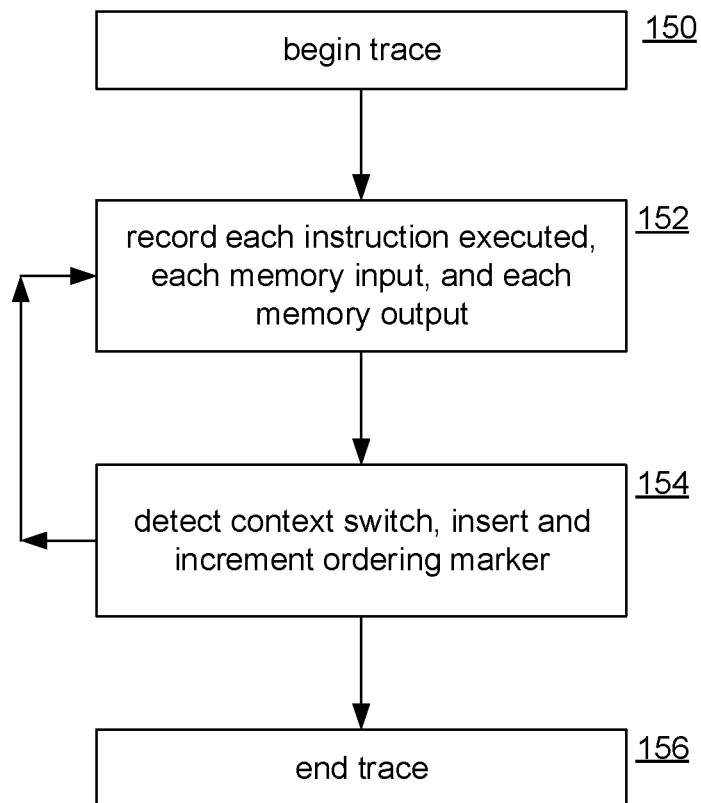 begin trace
150
record each instruction executed,
each memory input, and each
memory output
152
detect context switch, insert and
increment ordering marker
154
end trace
156